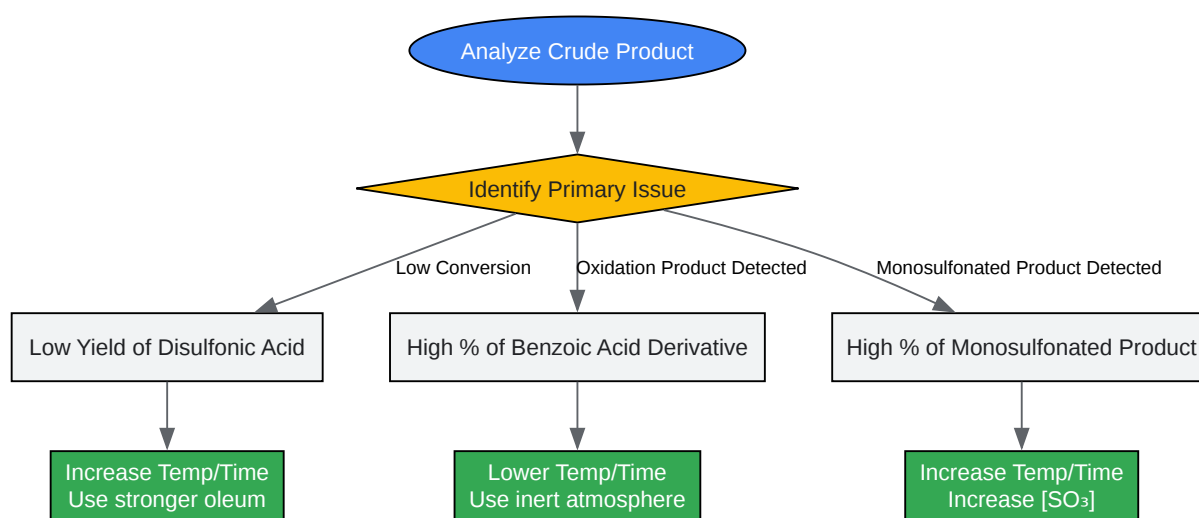 Analyze Crude Product
Identify Primary Issue
Low Conversion
Oxidation Product Detected
Monosulfonated Product Detected
Low Yield of Disulfonic Acid
High % of Benzoic Acid Derivative
High % of Monosulfonated Product
Increase Temp/Time
Use stronger oleum
Lower Temp/Time
Use inert atmosphere
Increase Temp/Time
Increase [SO₃]